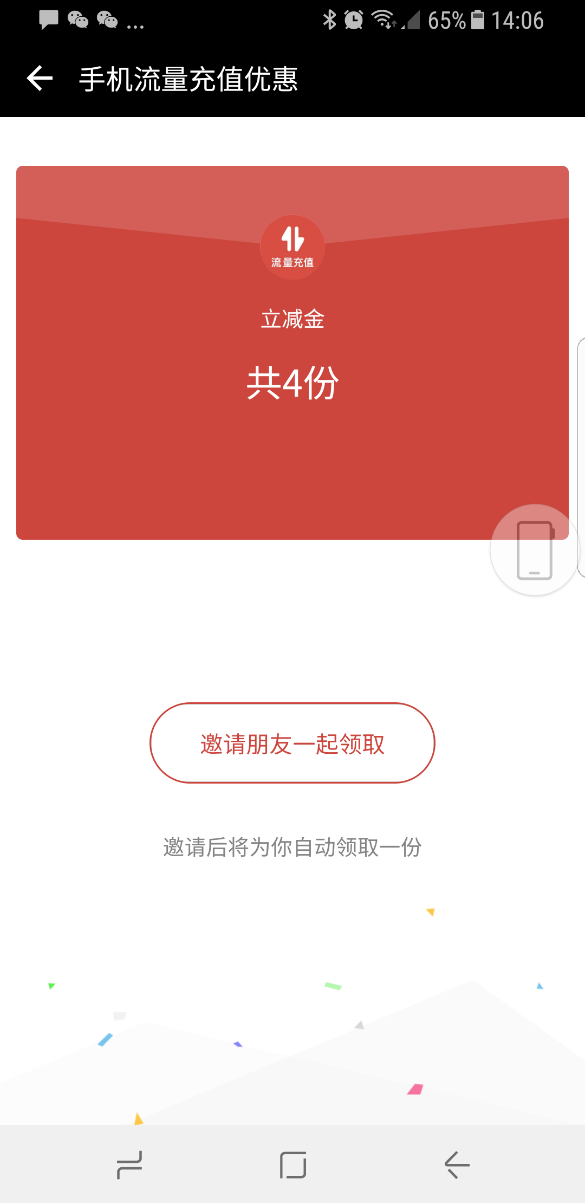 ... 65% 14:06
手机流量充值优惠
流量充值
立减金
共4份
邀请朋友一起领取
邀请后将为你自动领取一份